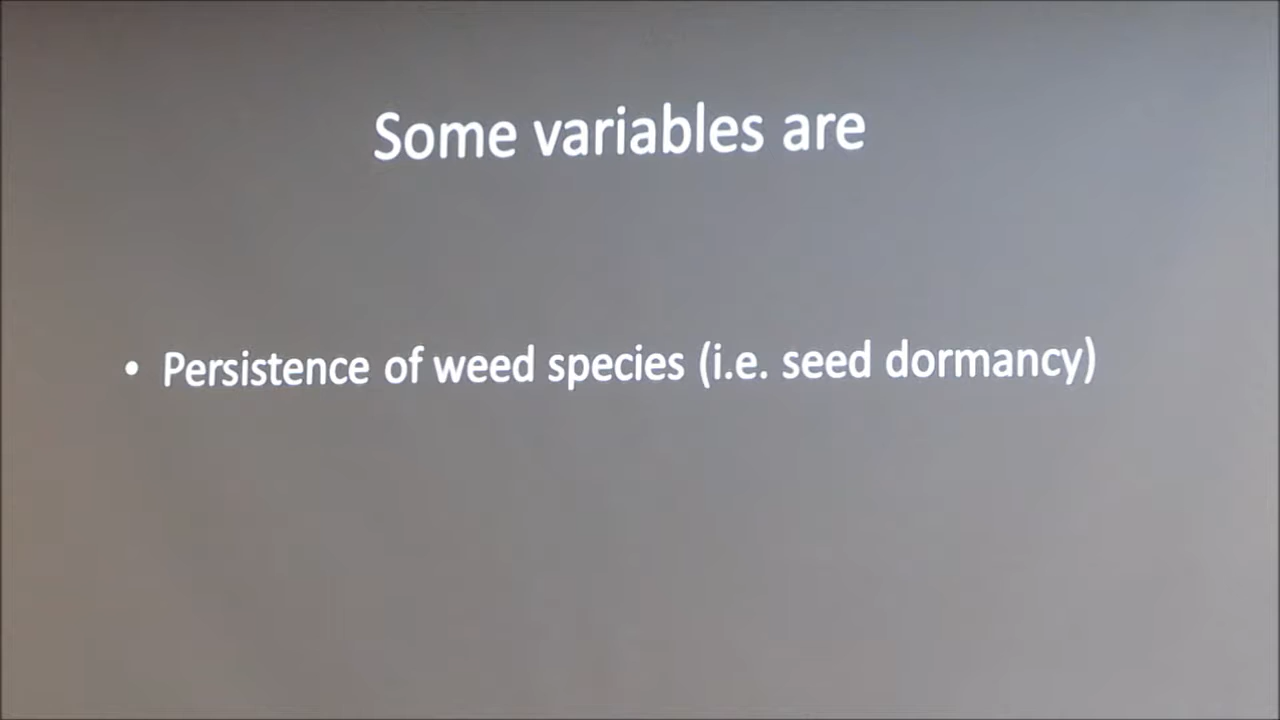 Some variables are
• Persistence of weed species (i.e. seed dormancy)